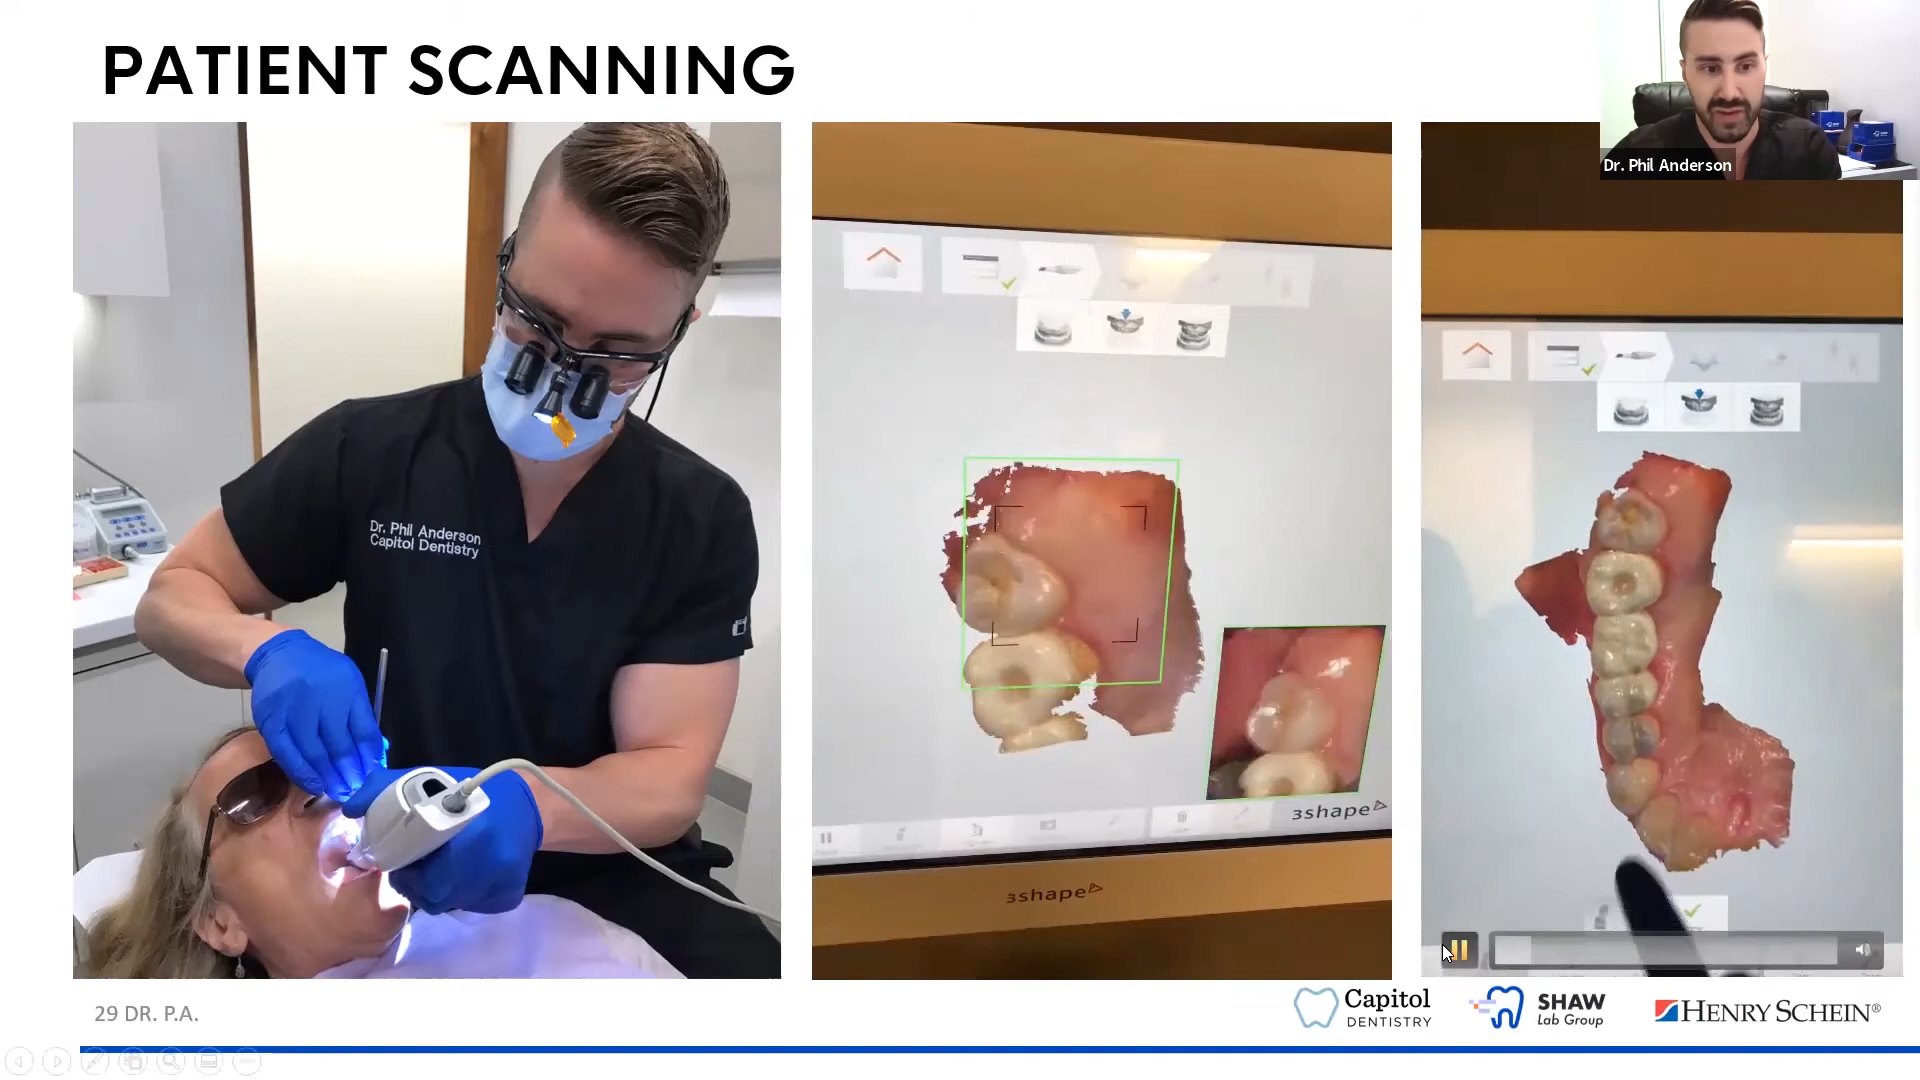 PATIENT SCANNING
Dr. Phil Anderson
Dr. Phil Anderson
Capitol Dentistry
3shape
3shape
29 DR. P.A.
Capitol
DENTISTRY
SHAW
Lab Group
HENRY SCHEIN®